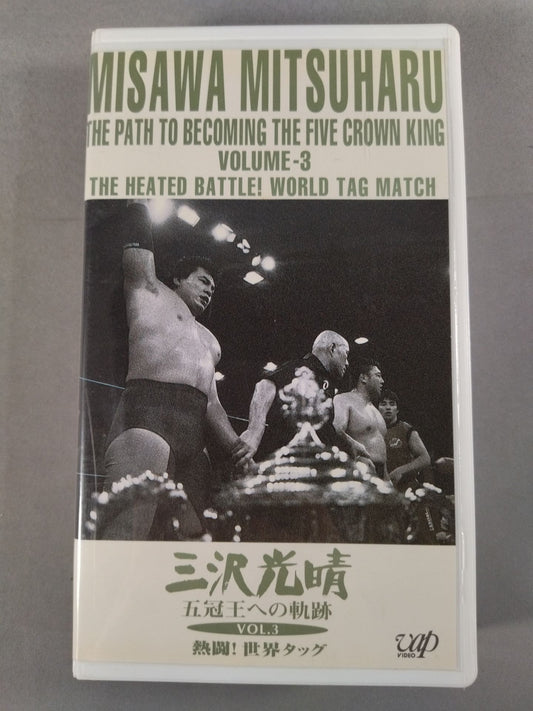 MISAWA MITSUHARU
THE PATH TO BECOMING THE FIVE CROWN KING
VOLUME-3
THE HEATED BATTLE! WORLD TAG MATCH
三沢光晴
五冠王への軌跡
VOL.3
熱闘! 世界タッグ
vap
VIDEO